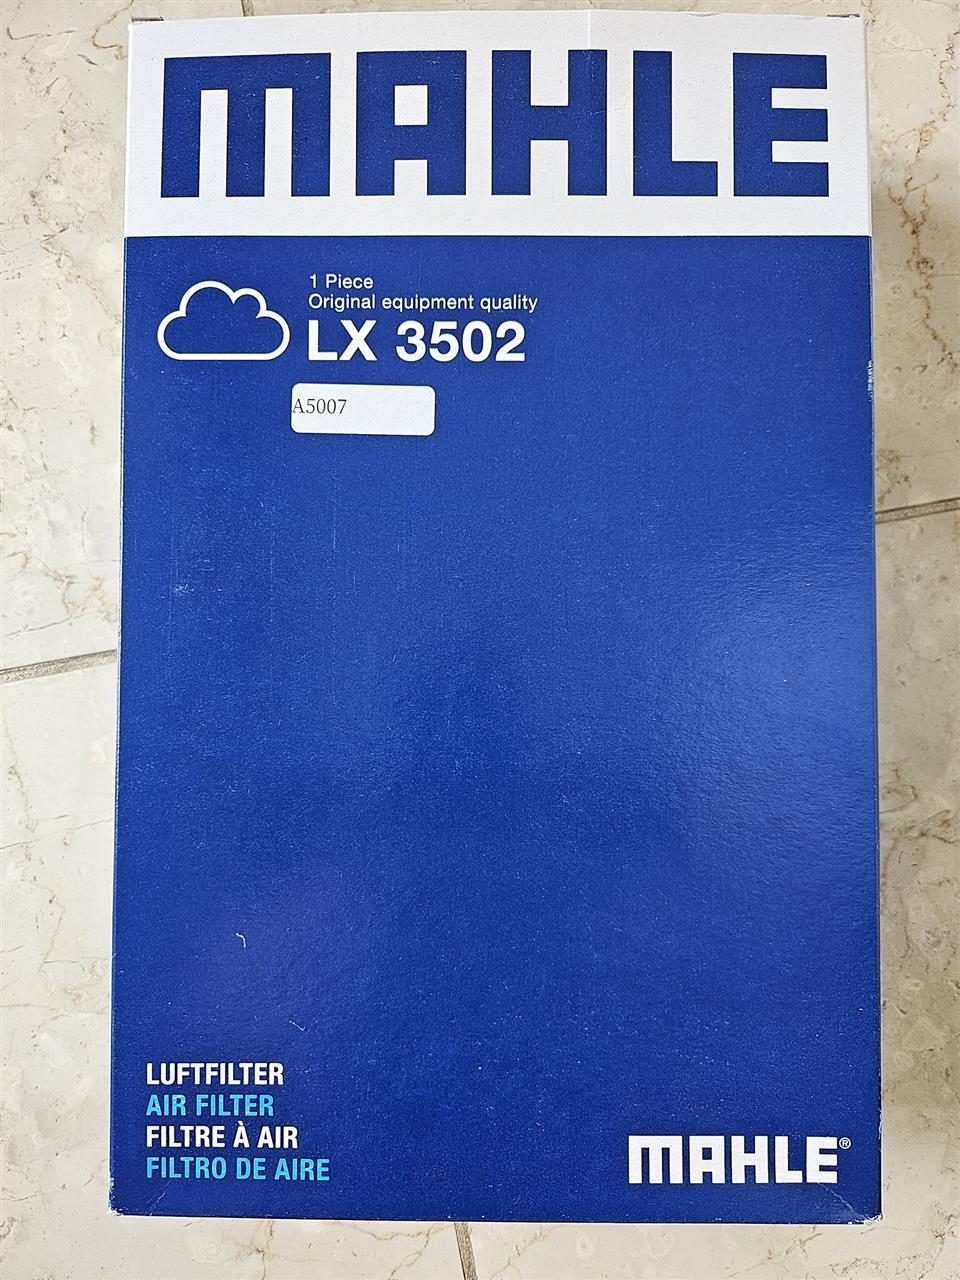 MAHLE
1 Piece
Original equipment quality
LX 3502
A5007
LUFTFILTER
AIR FILTER
FILTRE À AIR
FILTRO DE AIRE
MAHLE®